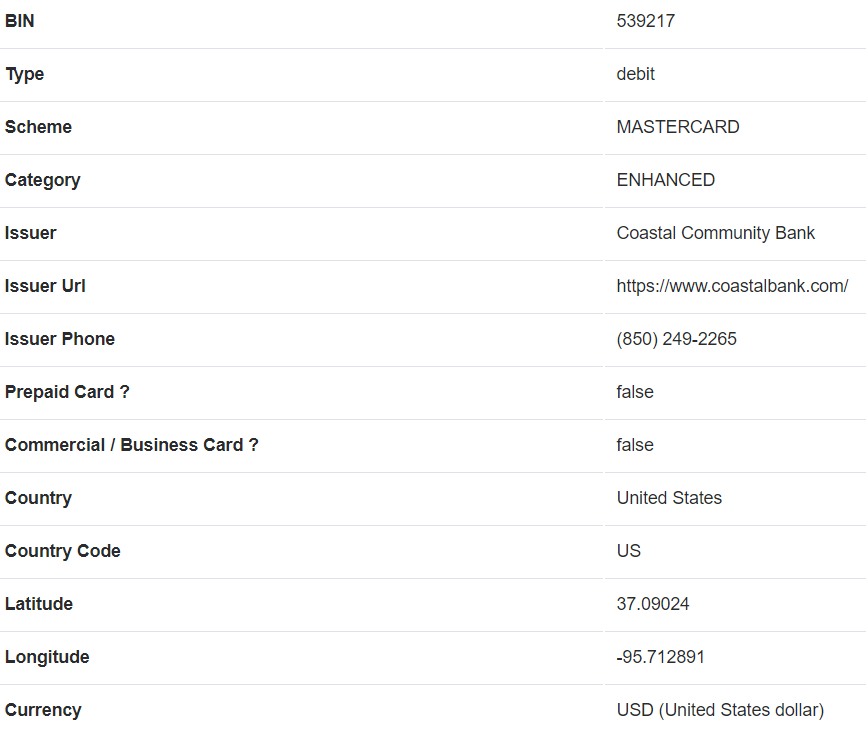 BIN 539217
Type debit
Scheme MASTERCARD
Category ENHANCED
Issuer Coastal Community Bank
Issuer Url https://www.coastalbank.com/
Issuer Phone (850) 249-2265
Prepaid Card ? false
Commercial / Business Card ? false
Country United States
Country Code US
Latitude 37.09024
Longitude -95.712891
Currency USD (United States dollar)